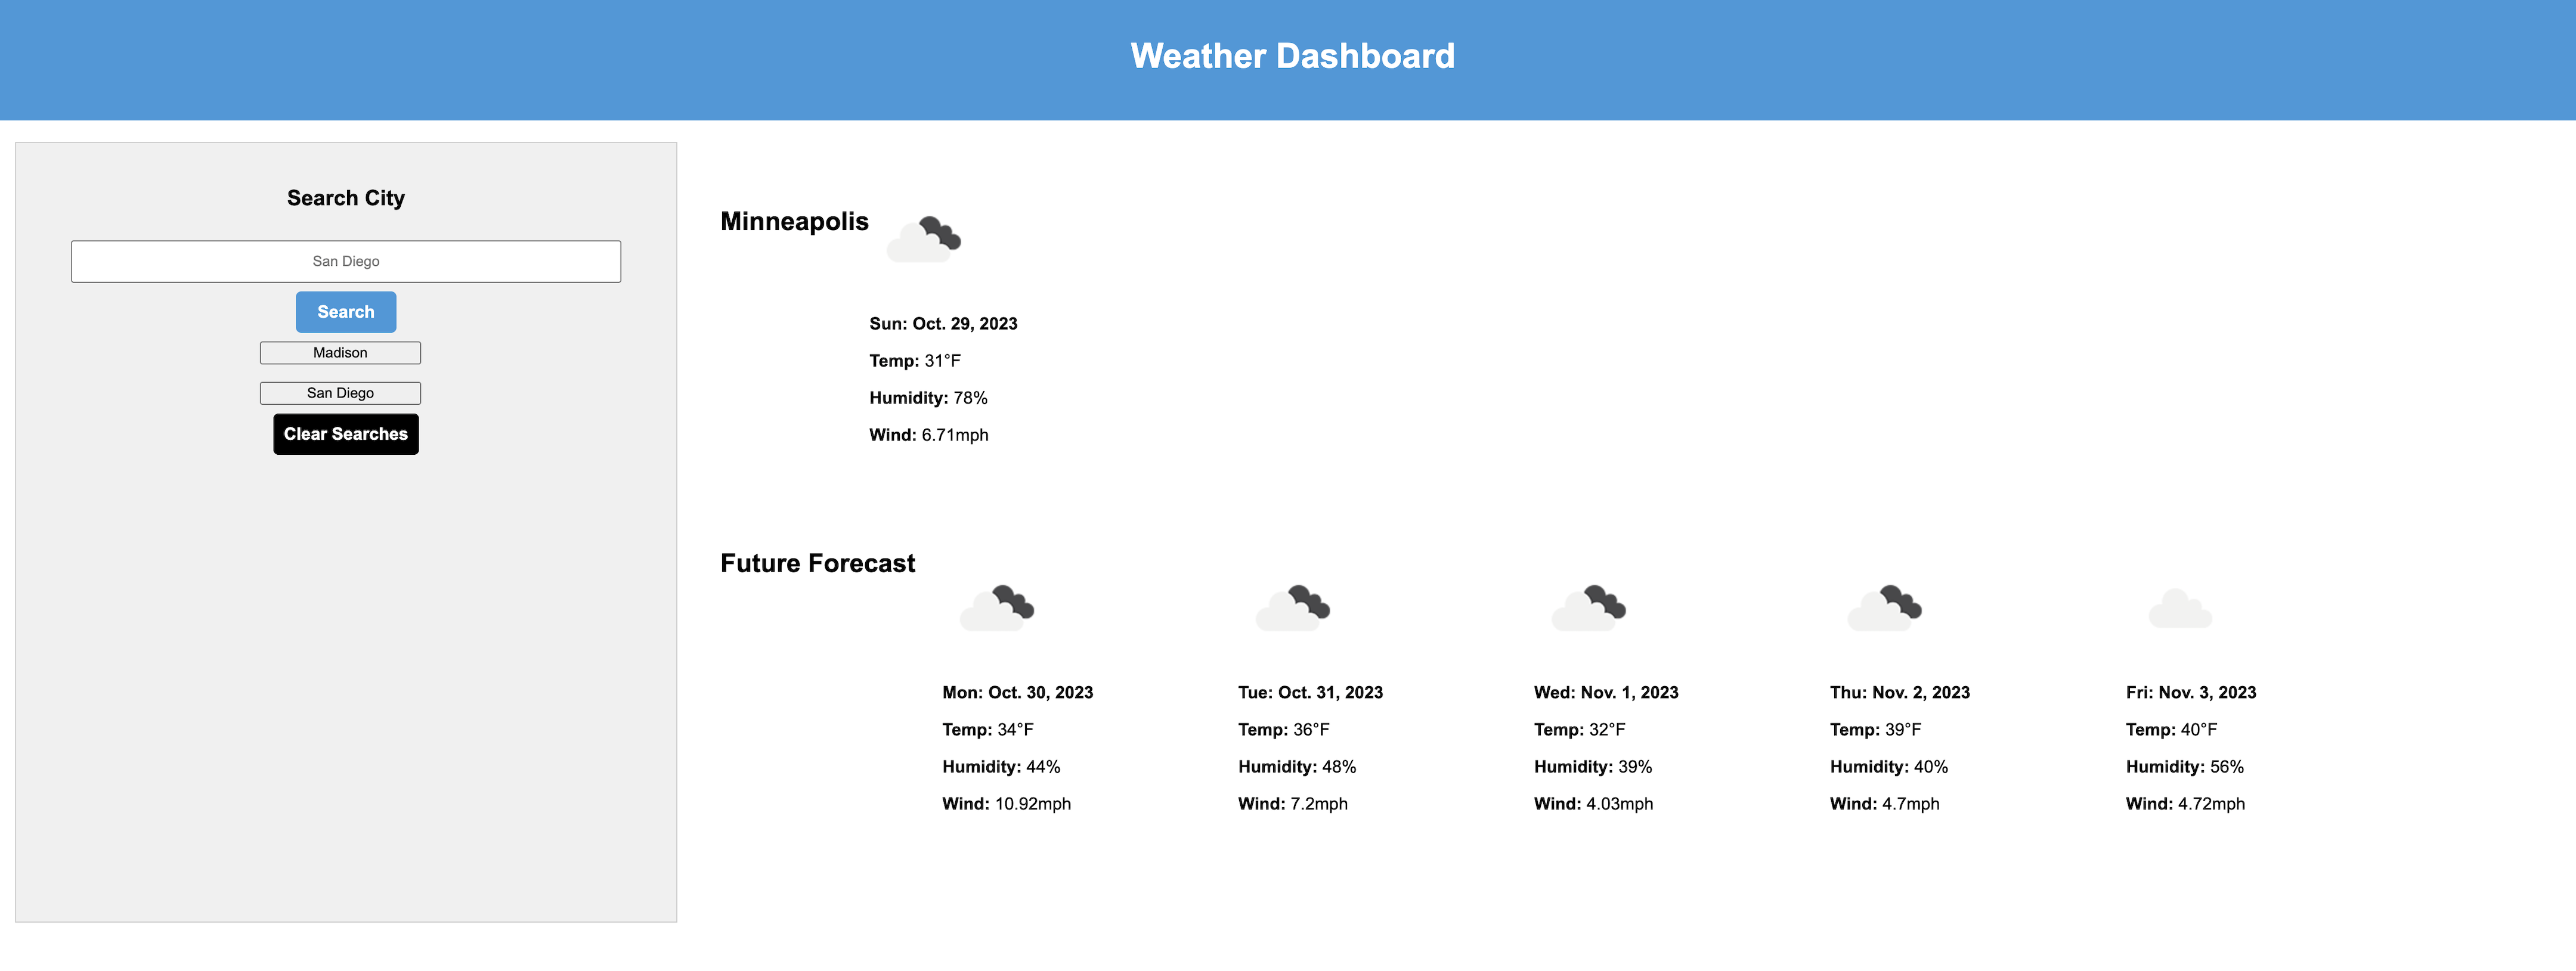 Weather Dashboard
Search City
San Diego
Search
Madison
San Diego
Clear Searches
Minneapolis
Sun: Oct. 29, 2023
Temp: 31°F
Humidity: 78%
Wind: 6.71mph
Future Forecast
Mon: Oct. 30, 2023
Temp: 34°F
Humidity: 44%
Wind: 10.92mph
Tue: Oct. 31, 2023
Temp: 36°F
Humidity: 48%
Wind: 7.2mph
Wed: Nov. 1, 2023
Temp: 32°F
Humidity: 39%
Wind: 4.03mph
Thu: Nov. 2, 2023
Temp: 39°F
Humidity: 40%
Wind: 4.7mph
Fri: Nov. 3, 2023
Temp: 40°F
Humidity: 56%
Wind: 4.72mph